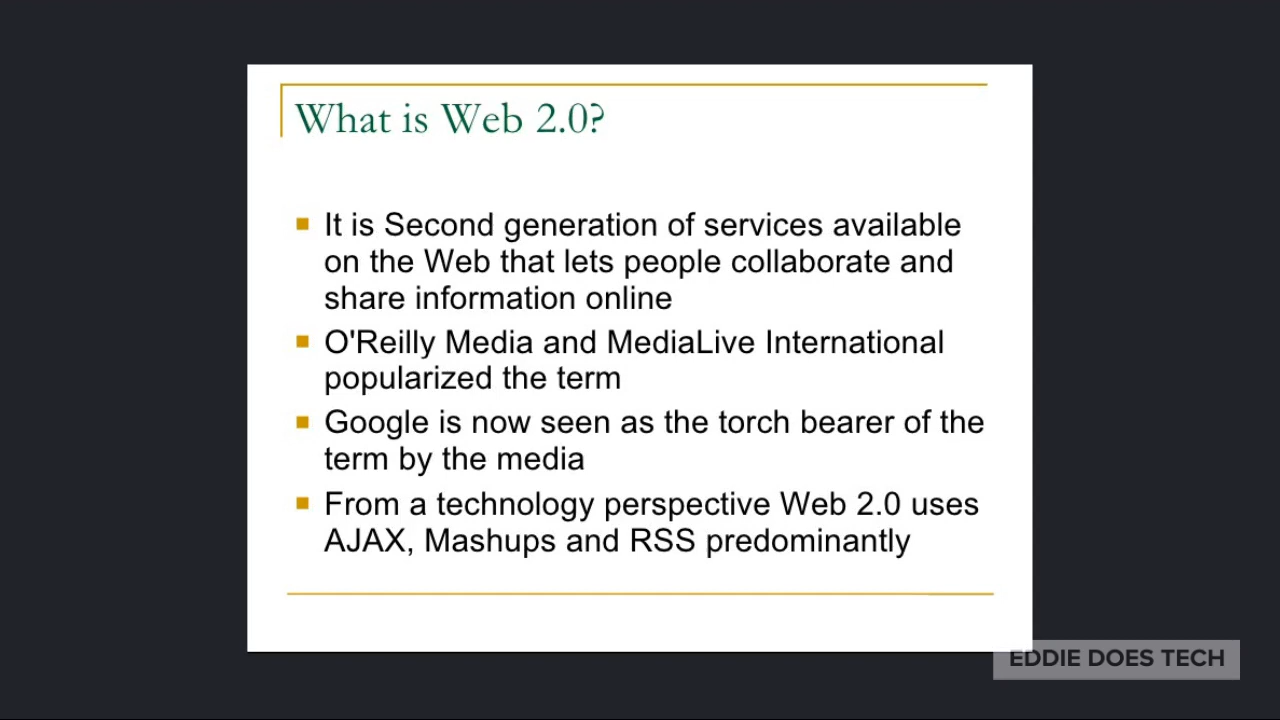 What is Web 2.0?
It is Second generation of services available
on the Web that lets people collaborate and
share information online
O'Reilly Media and MediaLive International
popularized the term
Google is now seen as the torch bearer of the
term by the media
From a technology perspective Web 2.0 uses
AJAX, Mashups and RSS predominantly
EDDIE DOES TECH